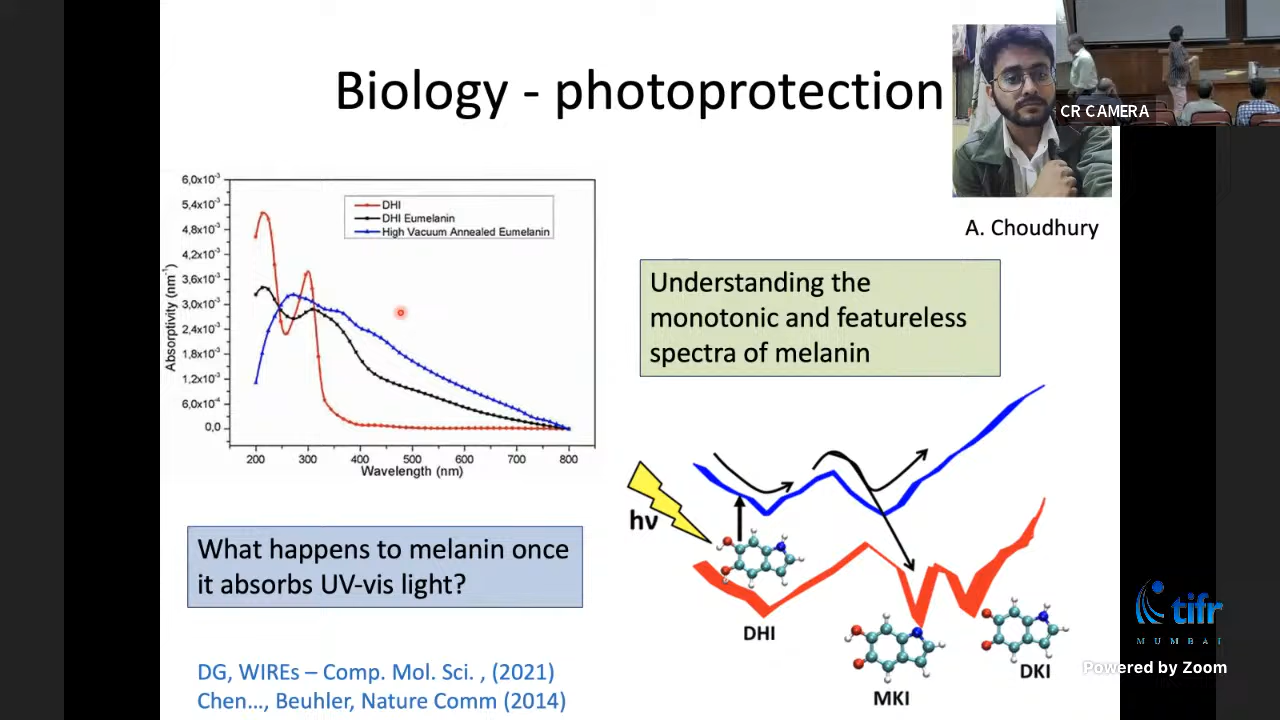 Biology - photoprotection
CR CAMERA
A. Choudhury
6,0x10⁻³
5,4x10⁻³
4,8x10⁻³
4,2x10⁻³
3,6x10⁻³
3,0x10⁻³
2,4x10⁻³
1,8x10⁻³
1,2x10⁻³
6,0x10⁻⁴
0,0
Absorptivity (nm⁻¹)
DHI
DHI Eumelanin
High Vacuum Annealed Eumelanin
200 300 400 500 600 700 800
Wavelength (nm)
Understanding the
monotonic and featureless
spectra of melanin
What happens to melanin once
it absorbs UV-vis light?
hν
DHI
MKI
DKI
DG, WIREs – Comp. Mol. Sci. , (2021)
Chen..., Beuhler, Nature Comm (2014)
tifr
MUMBAI
Powered by Zoom